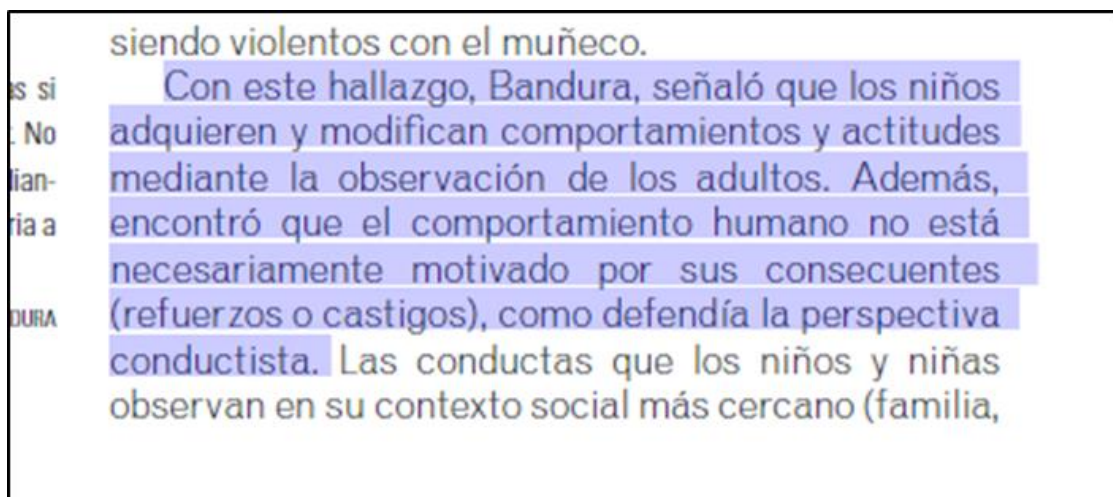 siendo violentos con el muñeco.
Con este hallazgo, Bandura, señaló que los niños
adquieren y modifican comportamientos y actitudes
mediante la observación de los adultos. Además,
encontró que el comportamiento humano no está
necesariamente motivado por sus consecuentes
(refuerzos o castigos), como defendía la perspectiva
conductista. Las conductas que los niños y niñas
observan en su contexto social más cercano (familia,
si
No
a